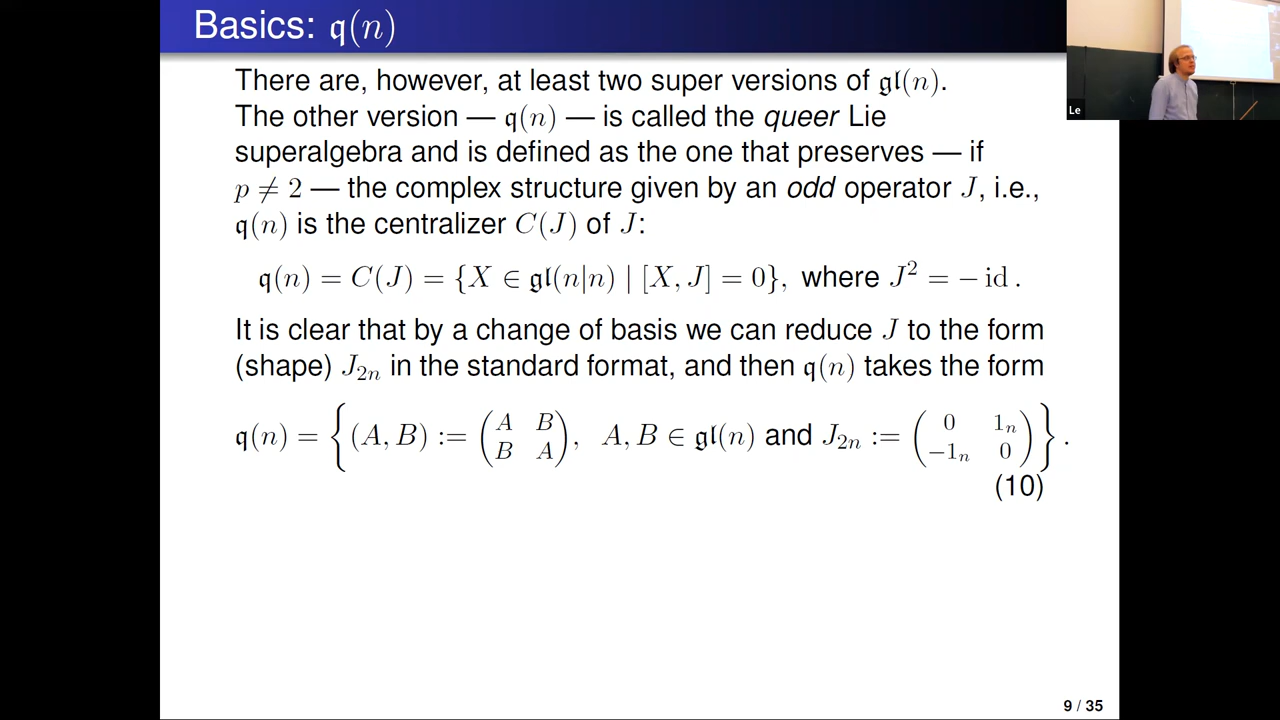 Basics: 𝔮(n)
There are, however, at least two super versions of 𝔤𝔩(n).
The other version — 𝔮(n) — is called the queer Lie
superalgebra and is defined as the one that preserves — if
p ≠ 2 — the complex structure given by an odd operator J, i.e.,
𝔮(n) is the centralizer C(J) of J:
𝔮(n) = C(J) = {X ∈ 𝔤𝔩(n|n) | [X, J] = 0}, where J² = − id .
It is clear that by a change of basis we can reduce J to the form
(shape) J₂ₙ in the standard format, and then 𝔮(n) takes the form
𝔮(n) = { (A, B) := ( A B ; B A ), A, B ∈ 𝔤𝔩(n) and J₂ₙ := ( 0 1ₙ ; −1ₙ 0 ) } .
(10)
9 / 35
Le